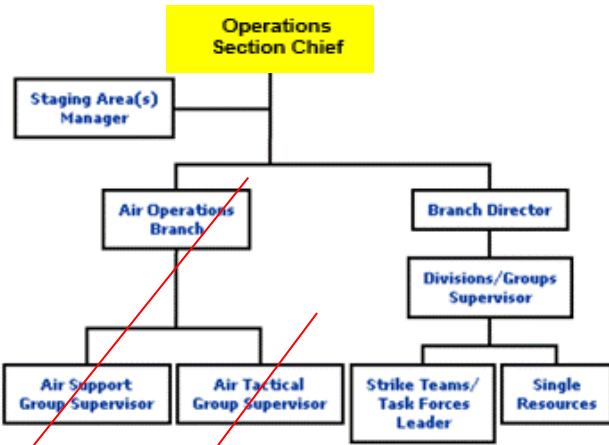 Operations
Section Chief
Staging Area(s)
Manager
Air Operations
Branch
Branch Director
Divisions/Groups
Supervisor
Air Support
Group Supervisor
Air Tactical
Group Supervisor
Strike Teams/
Task Forces
Leader
Single
Resources